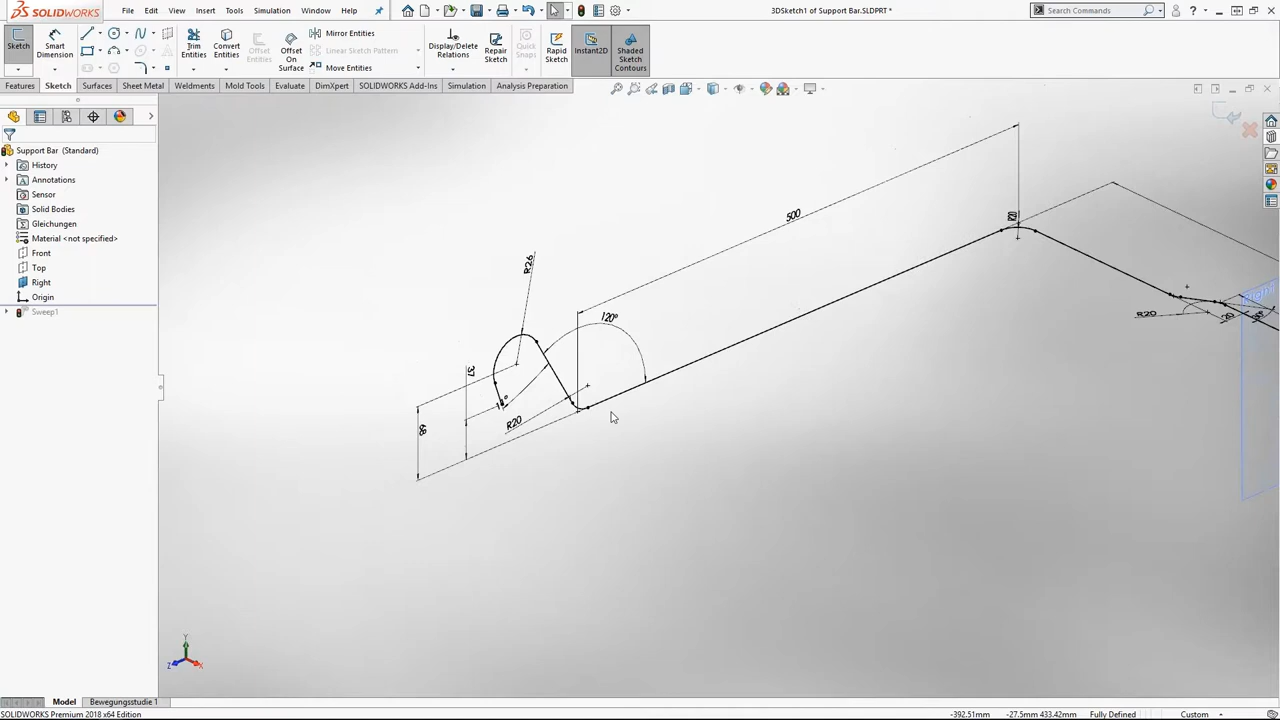 SOLIDWORKS
File Edit View Insert Tools Simulation Window Help
3DSketch1 of Support Bar.SLDPRT *
Search Commands
Sketch
Smart Dimension
Trim Entities
Convert Entities
Offset Entities
Offset On Surface
Mirror Entities
Linear Sketch Pattern
Move Entities
Display/Delete Relations
Repair Sketch
Quick Snaps
Rapid Sketch
Instant2D
Shaded Sketch Contours
Features Sketch Surfaces Sheet Metal Weldments Mold Tools Evaluate DimXpert SOLIDWORKS Add-Ins Simulation Analysis Preparation
Support Bar (Standard)
History
Annotations
Sensor
Solid Bodies
Gleichungen
Material <not specified>
Front
Top
Right
Origin
Sweep1
500
R20
R26
120°
37
R20
R20
120
Right
Y
Z
X
Model Bewegungsstudie 1
SOLIDWORKS Premium 2018 x64 Edition
-392.51mm -27.5mm 433.42mm Fully Defined Custom